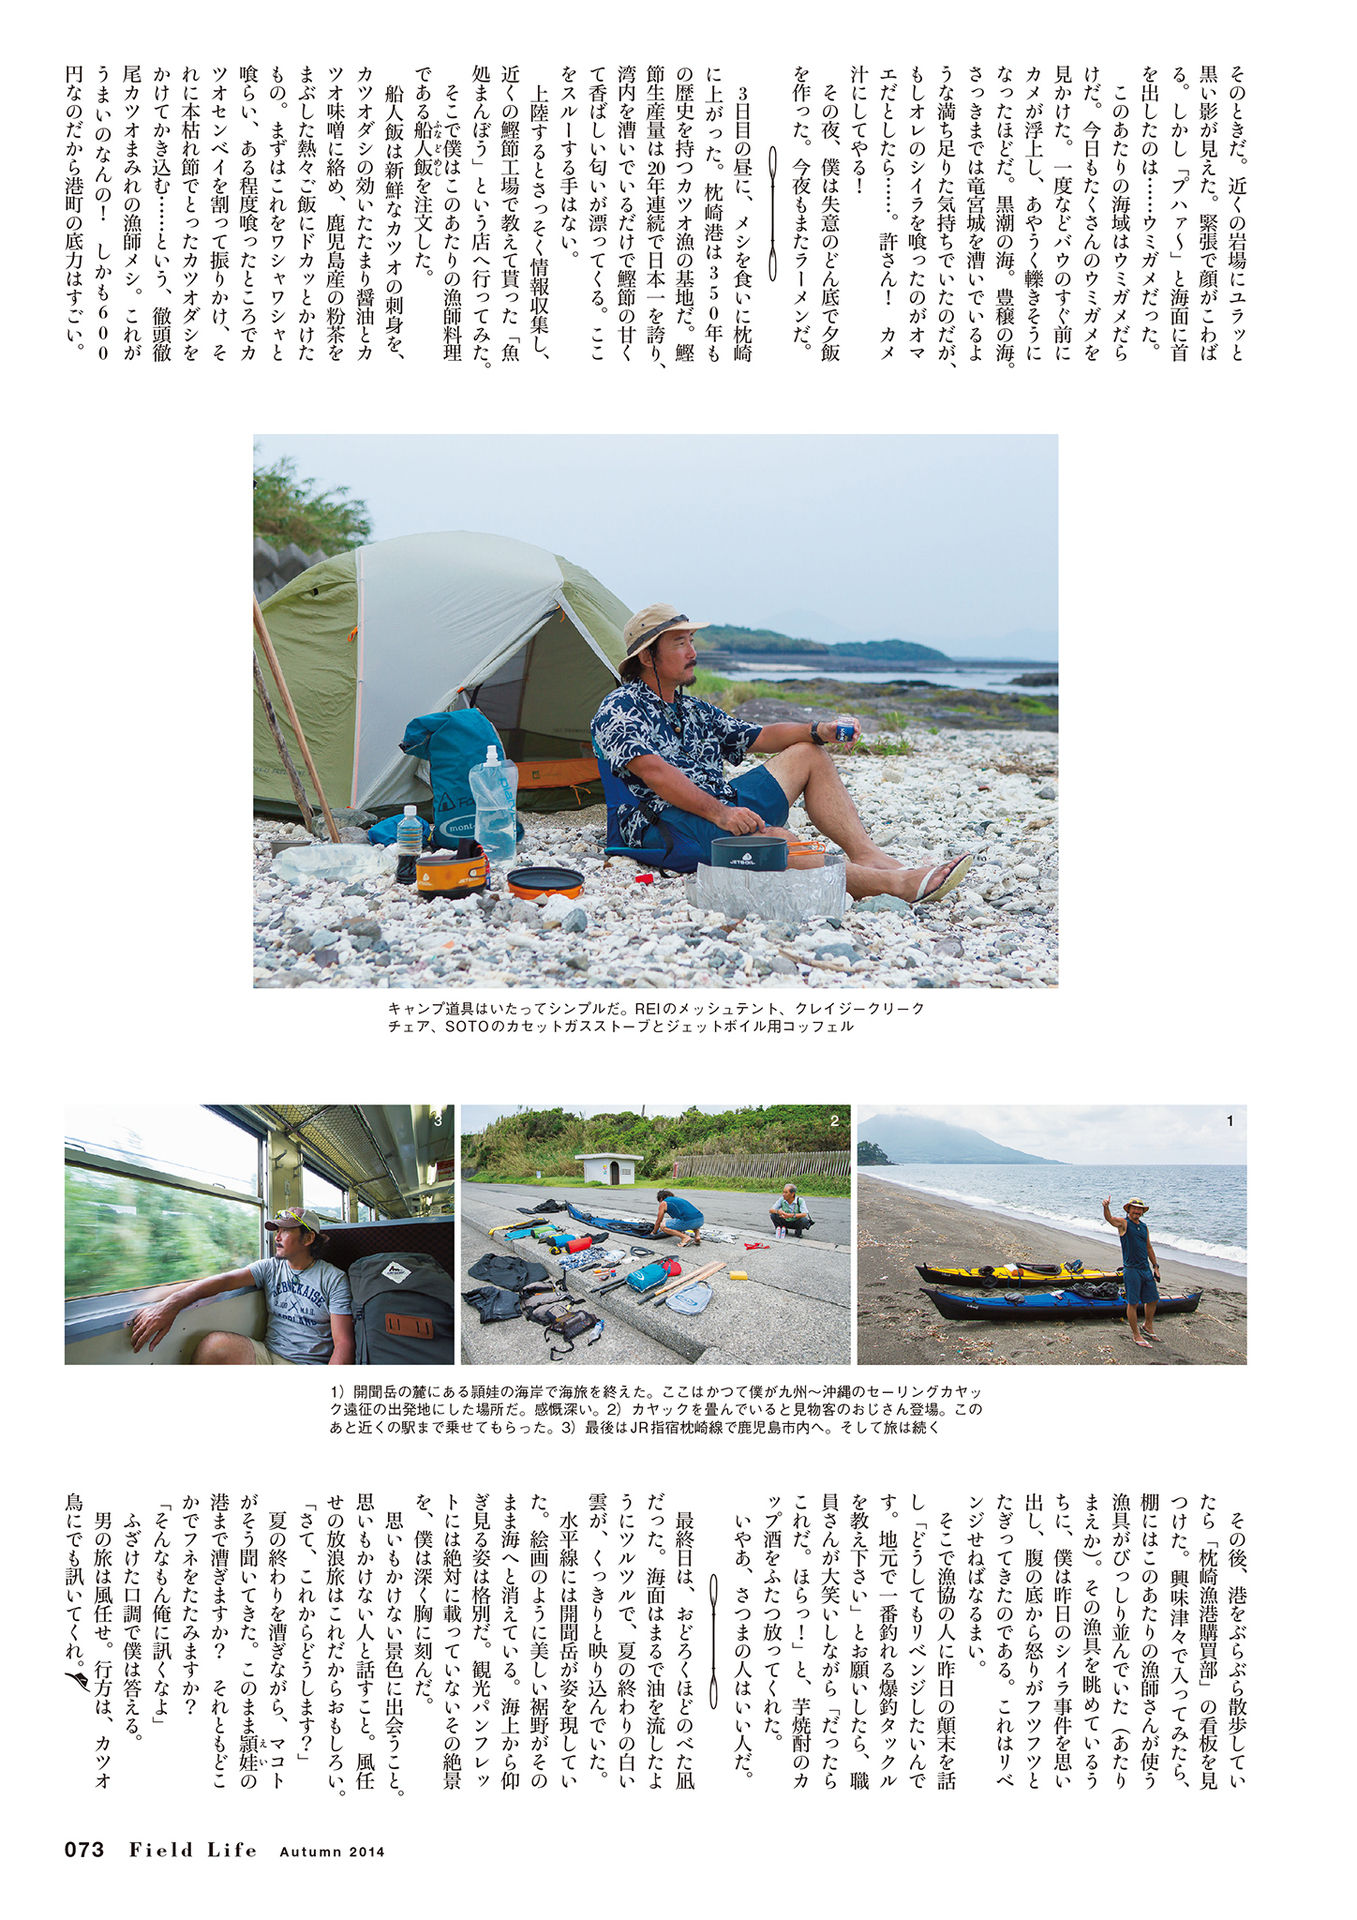 そのときだ。近くの岩場にユラッと
黒い影が見えた。緊張で顔がこわば
る。しかし「プハァ〜」と海面に首
を出したのは……ウミガメだった。
このあたりの海域はウミガメだら
けだ。今日もたくさんのウミガメを
見かけた。一度などバウのすぐ前に
カメが浮上し、あやうく轢きそうに
なったほどだ。黒潮の海。豊穣の海。
さっきまでは竜宮城を漕いでいるよ
うな満ち足りた気持ちでいたのだが、
もしオレのシイラを喰ったのがオマ
エだとしたら……。許さん！　カメ
汁にしてやる！
その夜、僕は失意のどん底で夕飯
を作った。今夜もまたラーメンだ。
3日目の昼に、メシを食いに枕崎
に上がった。枕崎港は350年も
の歴史を持つカツオ漁の基地だ。鰹
節生産量は20年連続で日本一を誇り、
湾内を漕いでいるだけで鰹節の甘く
て香ばしい匂いが漂ってくる。ここ
をスルーする手はない。
上陸するとさっそく情報収集し、
近くの鰹節工場で教えて貰った「魚
処まんぼう」という店へ行ってみた。
そこで僕はこのあたりの漁師料理
である船人飯を注文した。
ふなどめし
船人飯は新鮮なカツオの刺身を、
カツオダシの効いたたまり醤油とカ
ツオ味噌に絡め、鹿児島産の粉茶を
まぶした熱々ご飯にドカッとかけた
もの。まずはこれをワシャワシャと
喰らい、ある程度喰ったところでカ
ツオセンベイを割って振りかけ、そ
れに本枯れ節でとったカツオダシを
かけてかき込む……という、徹頭徹
尾カツオまみれの漁師メシ。これが
うまいのなんの！　しかも600
円なのだから港町の底力はすごい。
キャンプ道具はいたってシンプルだ。REIのメッシュテント、クレイジークリーク
チェア、SOTOのカセットガスストーブとジェットボイル用コッフェル
mont-
JETBOIL
1
2
3
1）開聞岳の麓にある頴娃の海岸で海旅を終えた。ここはかつて僕が九州〜沖縄のセーリングカヤッ
ク遠征の出発地にした場所だ。感慨深い。2）カヤックを畳んでいると見物客のおじさん登場。この
あと近くの駅まで乗せてもらった。3）最後はJR指宿枕崎線で鹿児島市内へ。そして旅は続く
その後、港をぶらぶら散歩してい
たら「枕崎漁港購買部」の看板を見
つけた。興味津々で入ってみたら、
棚にはこのあたりの漁師さんが使う
漁具がびっしり並んでいた（あたり
まえか）。その漁具を眺めているう
ちに、僕は昨日のシイラ事件を思い
出し、腹の底から怒りがフツフツと
たぎってきたのである。これはリベ
ンジせねばなるまい。
そこで漁協の人に昨日の顛末を話
し「どうしてもリベンジしたいんで
す。地元で一番釣れる爆釣タックル
を教え下さい」とお願いしたら、職
員さんが大笑いしながら「だったら
これだ。ほらっ！」と、芋焼酎のカ
ップ酒をふたつ放ってくれた。
いやあ、さつまの人はいい人だ。
最終日は、おどろくほどのべた凪
だった。海面はまるで油を流したよ
うにツルツルで、夏の終わりの白い
雲が、くっきりと映り込んでいた。
水平線には開聞岳が姿を現してい
た。絵画のように美しい裾野がその
まま海へと消えている。海上から仰
ぎ見る姿は格別だ。観光パンフレッ
トには絶対に載っていないその絶景
を、僕は深く胸に刻んだ。
思いもかけない景色に出会うこと。
思いもかけない人と話すこと。風任
せの放浪旅はこれだからおもしろい。
「さて、これからどうします？」
夏の終わりを漕ぎながら、マコト
がそう聞いてきた。このまま頴娃の
えい
港まで漕ぎますか？　それともどこ
かでフネをたたみますか？
「そんなもん俺に訊くなよ」
ふざけた口調で僕は答える。
男の旅は風任せ。行方は、カツオ
鳥にでも訊いてくれ。
073 Field Life Autumn 2014